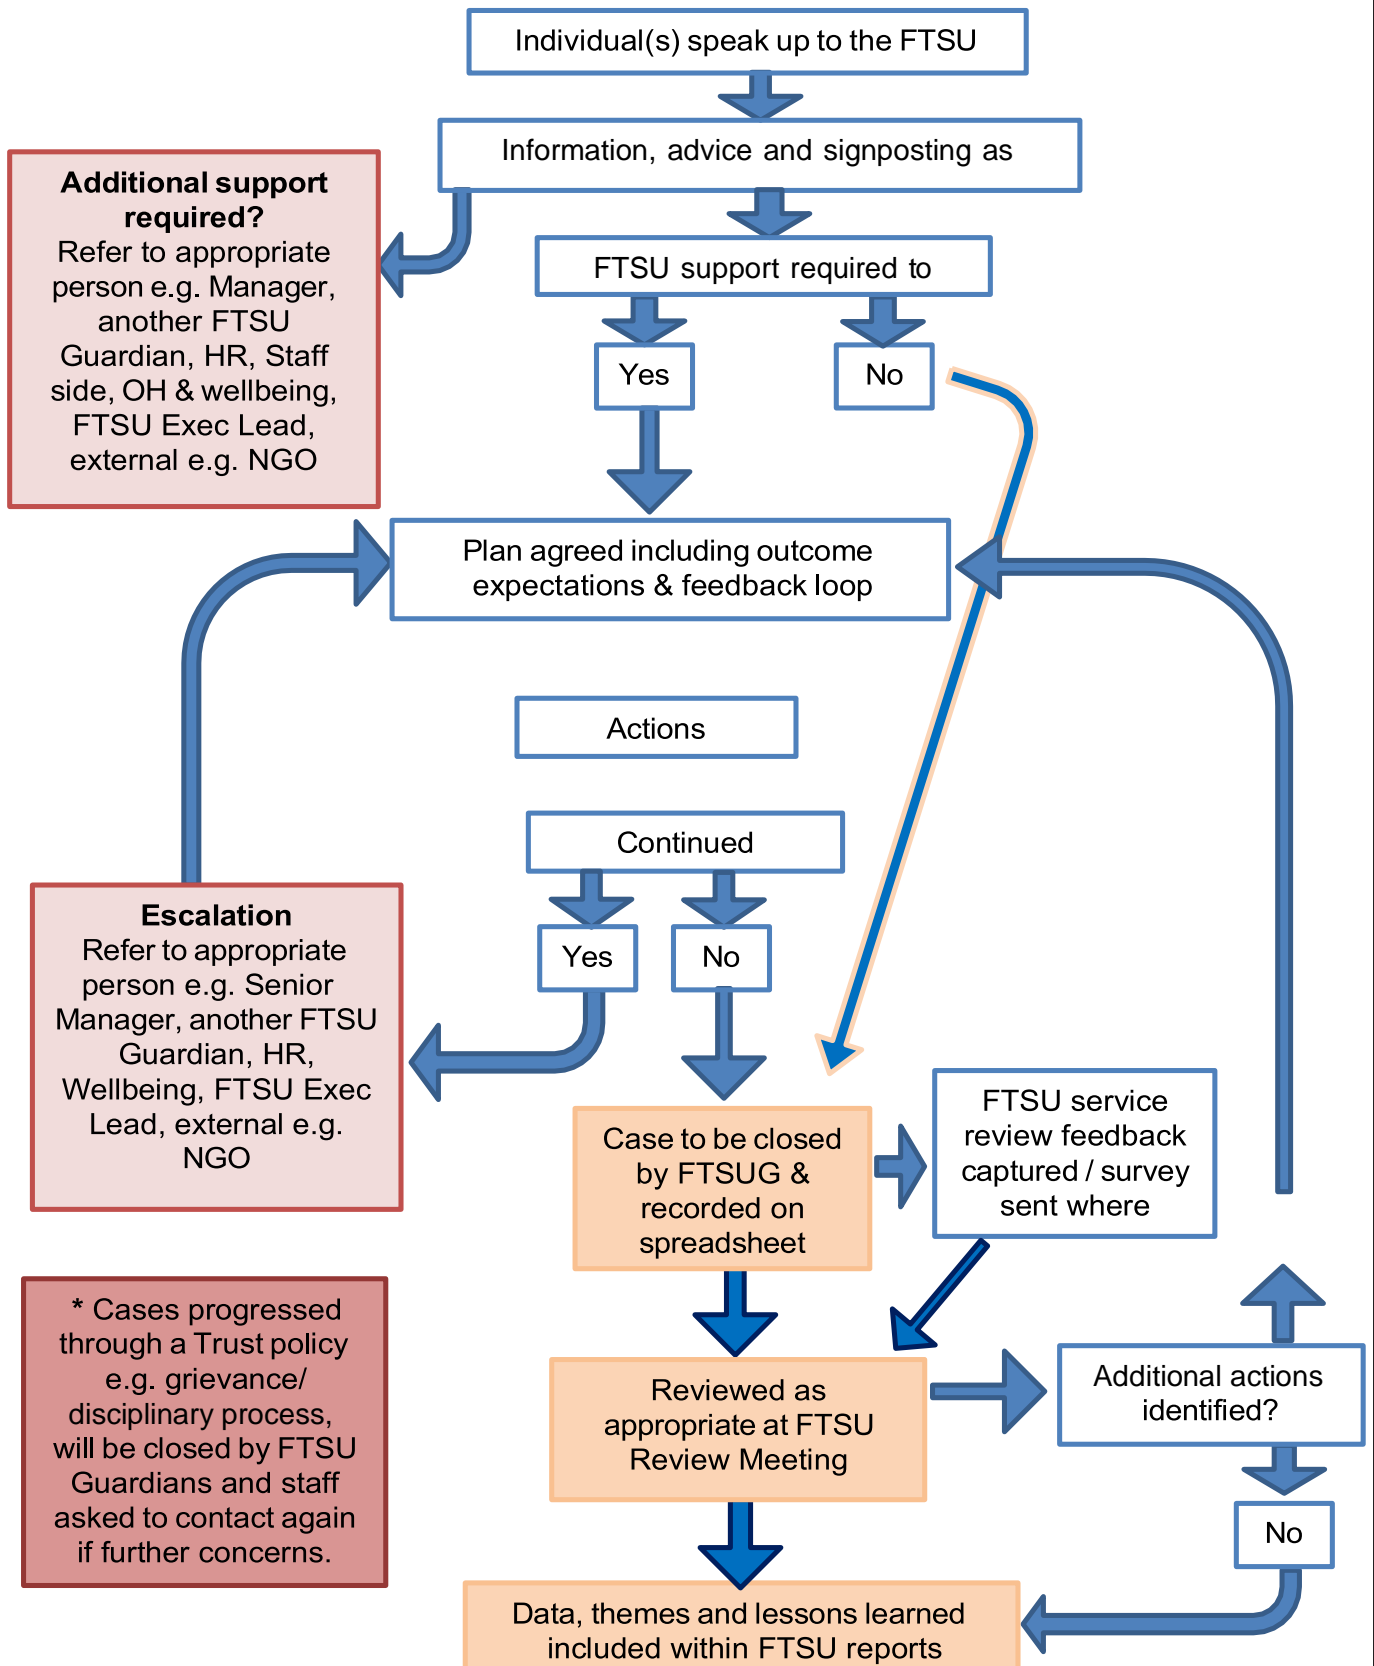 Individual(s) speak up to the FTSU
Information, advice and signposting as
Additional support
required?
Refer to appropriate
person e.g. Manager,
another FTSU
Guardian, HR, Staff
side, OH & wellbeing,
FTSU Exec Lead,
external e.g. NGO
FTSU support required to
Yes
No
Plan agreed including outcome
expectations & feedback loop
Actions
Continued
Yes
No
Escalation
Refer to appropriate
person e.g. Senior
Manager, another FTSU
Guardian, HR,
Wellbeing, FTSU Exec
Lead, external e.g.
NGO
Case to be closed
by FTSUG &
recorded on
spreadsheet
FTSU service
review feedback
captured / survey
sent where
* Cases progressed
through a Trust policy
e.g. grievance/
disciplinary process,
will be closed by FTSU
Guardians and staff
asked to contact again
if further concerns.
Reviewed as
appropriate at FTSU
Review Meeting
Additional actions
identified?
No
Data, themes and lessons learned
included within FTSU reports